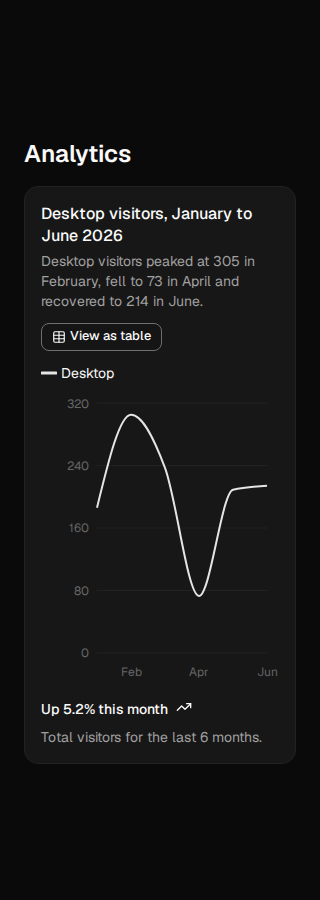 Analytics
Desktop visitors, January to
June 2026
Desktop visitors peaked at 305 in
February, fell to 73 in April and
recovered to 214 in June.
View as table
Desktop
320
240
160
80
0
Feb Apr Jun
Up 5.2% this month
Total visitors for the last 6 months.